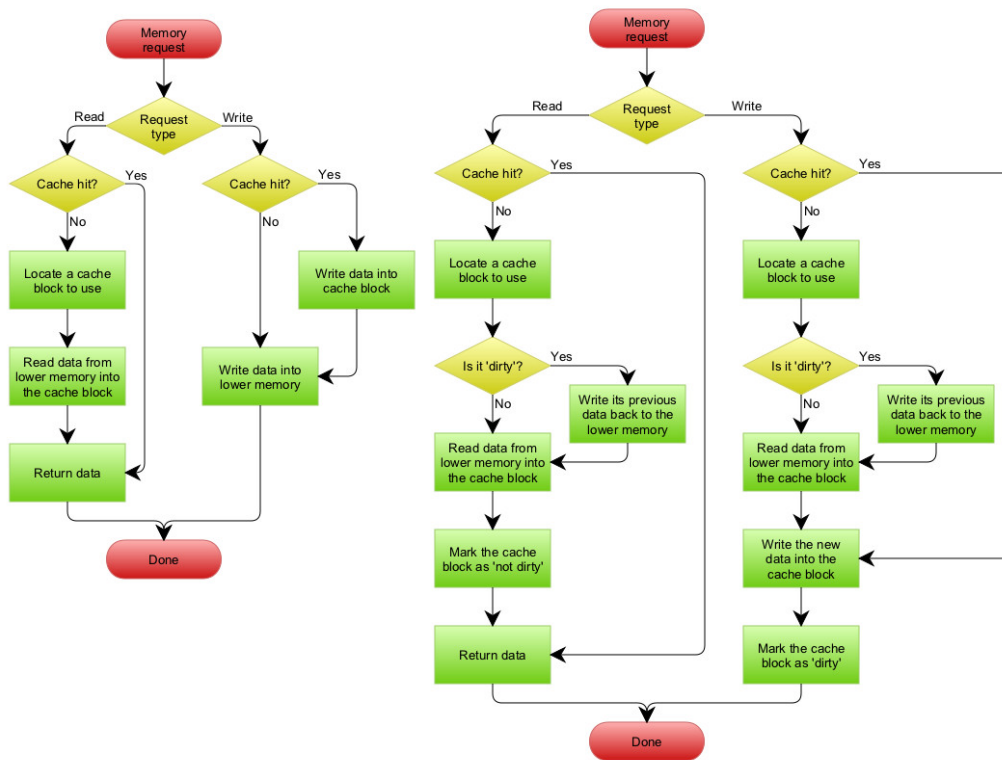 Memory
request
Read
Request
type
Write
Cache hit?
Yes
No
Cache hit?
Yes
No
Locate a cache
block to use
Write data into
cache block
Read data from
lower memory into
the cache block
Write data into
lower memory
Return data
Done
Memory
request
Read
Request
type
Write
Cache hit?
Yes
No
Locate a cache
block to use
Is it 'dirty'?
Yes
No
Write its previous
data back to the
lower memory
Read data from
lower memory into
the cache block
Mark the cache
block as 'not dirty'
Return data
Cache hit?
Yes
No
Locate a cache
block to use
Is it 'dirty'?
Yes
No
Write its previous
data back to the
lower memory
Read data from
lower memory into
the cache block
Write the new
data into the
cache block
Mark the cache
block as 'dirty'
Done